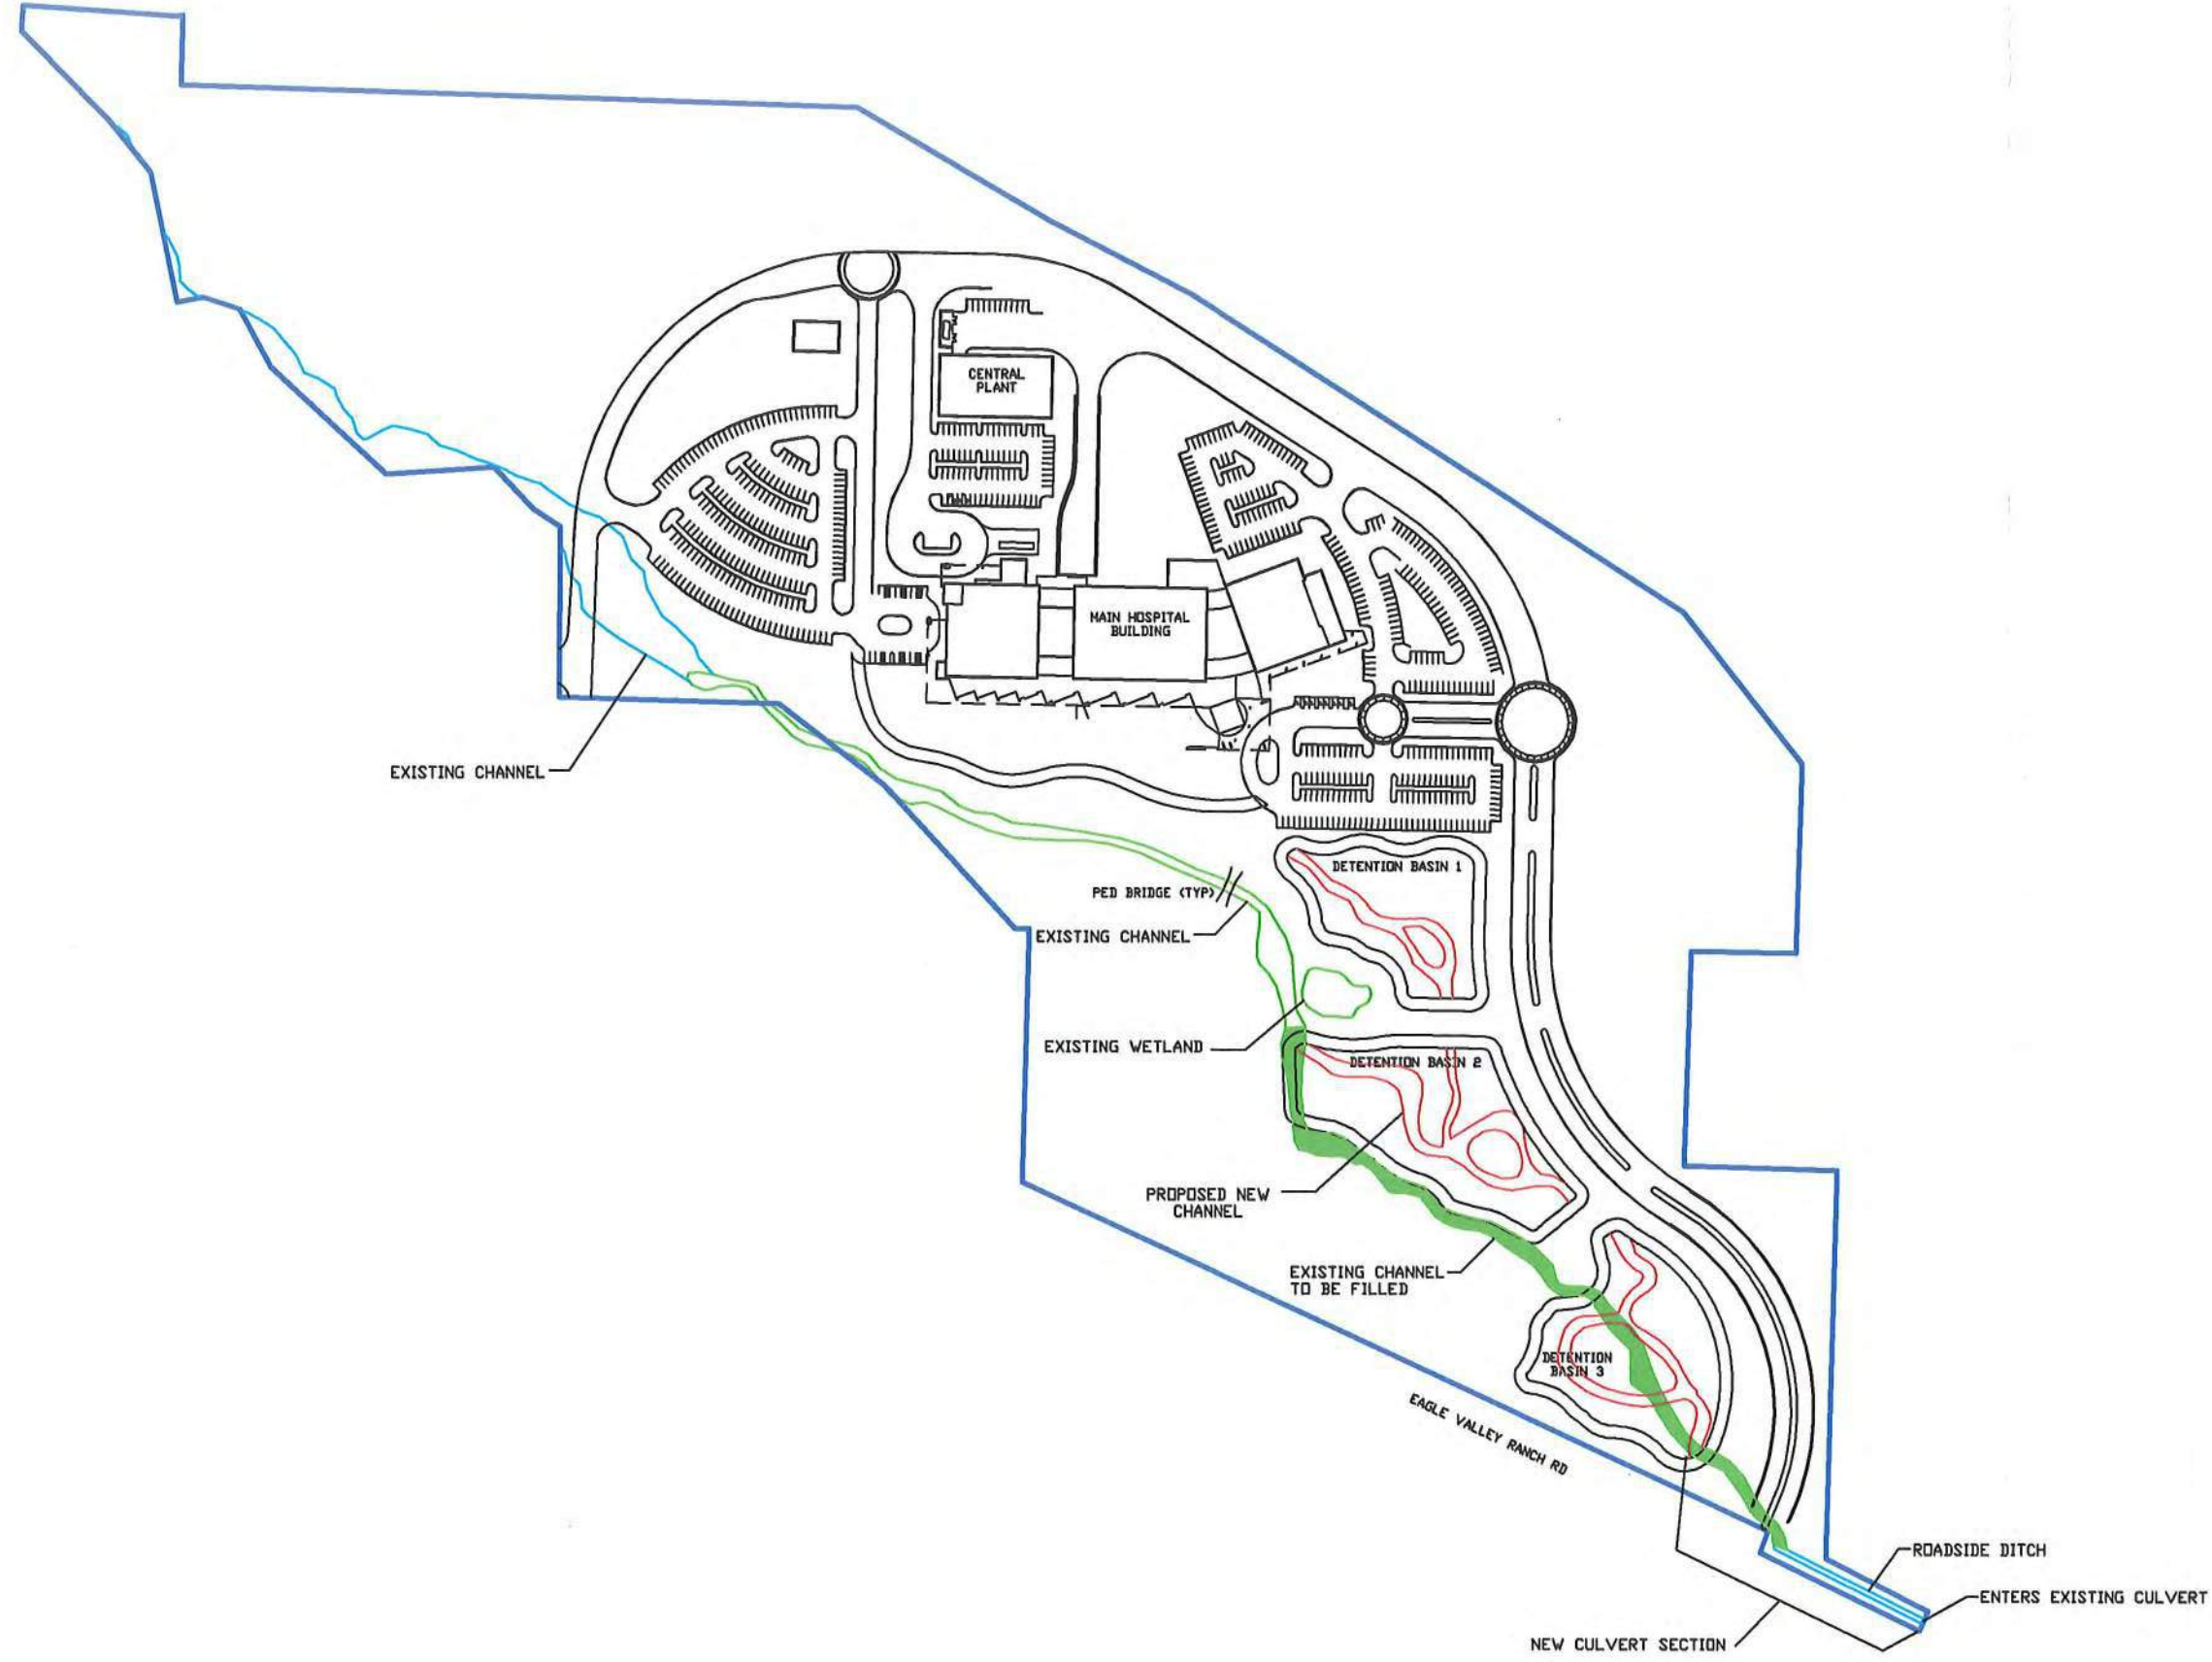 CENTRAL
PLANT
MAIN HOSPITAL
BUILDING
EXISTING CHANNEL
DETENTION BASIN 1
PED BRIDGE (TYP)
EXISTING CHANNEL
EXISTING WETLAND
DETENTION BASIN 2
PROPOSED NEW
CHANNEL
EXISTING CHANNEL
TO BE FILLED
DETENTION
BASIN 3
EAGLE VALLEY RANCH RD
ROADSIDE DITCH
ENTERS EXISTING CULVERT
NEW CULVERT SECTION